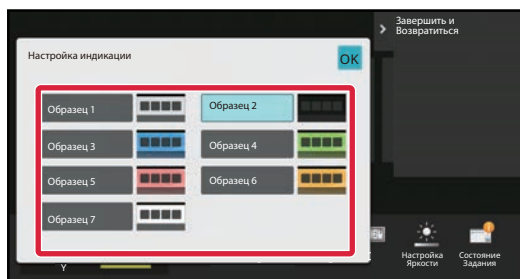 Завершить и
Возвратиться
Настройка индикации
OK
Образец 1
Образец 2
Образец 3
Образец 4
Образец 5
Образец 6
Образец 7
Y
Настройка
Яркости
Состояние
Задания